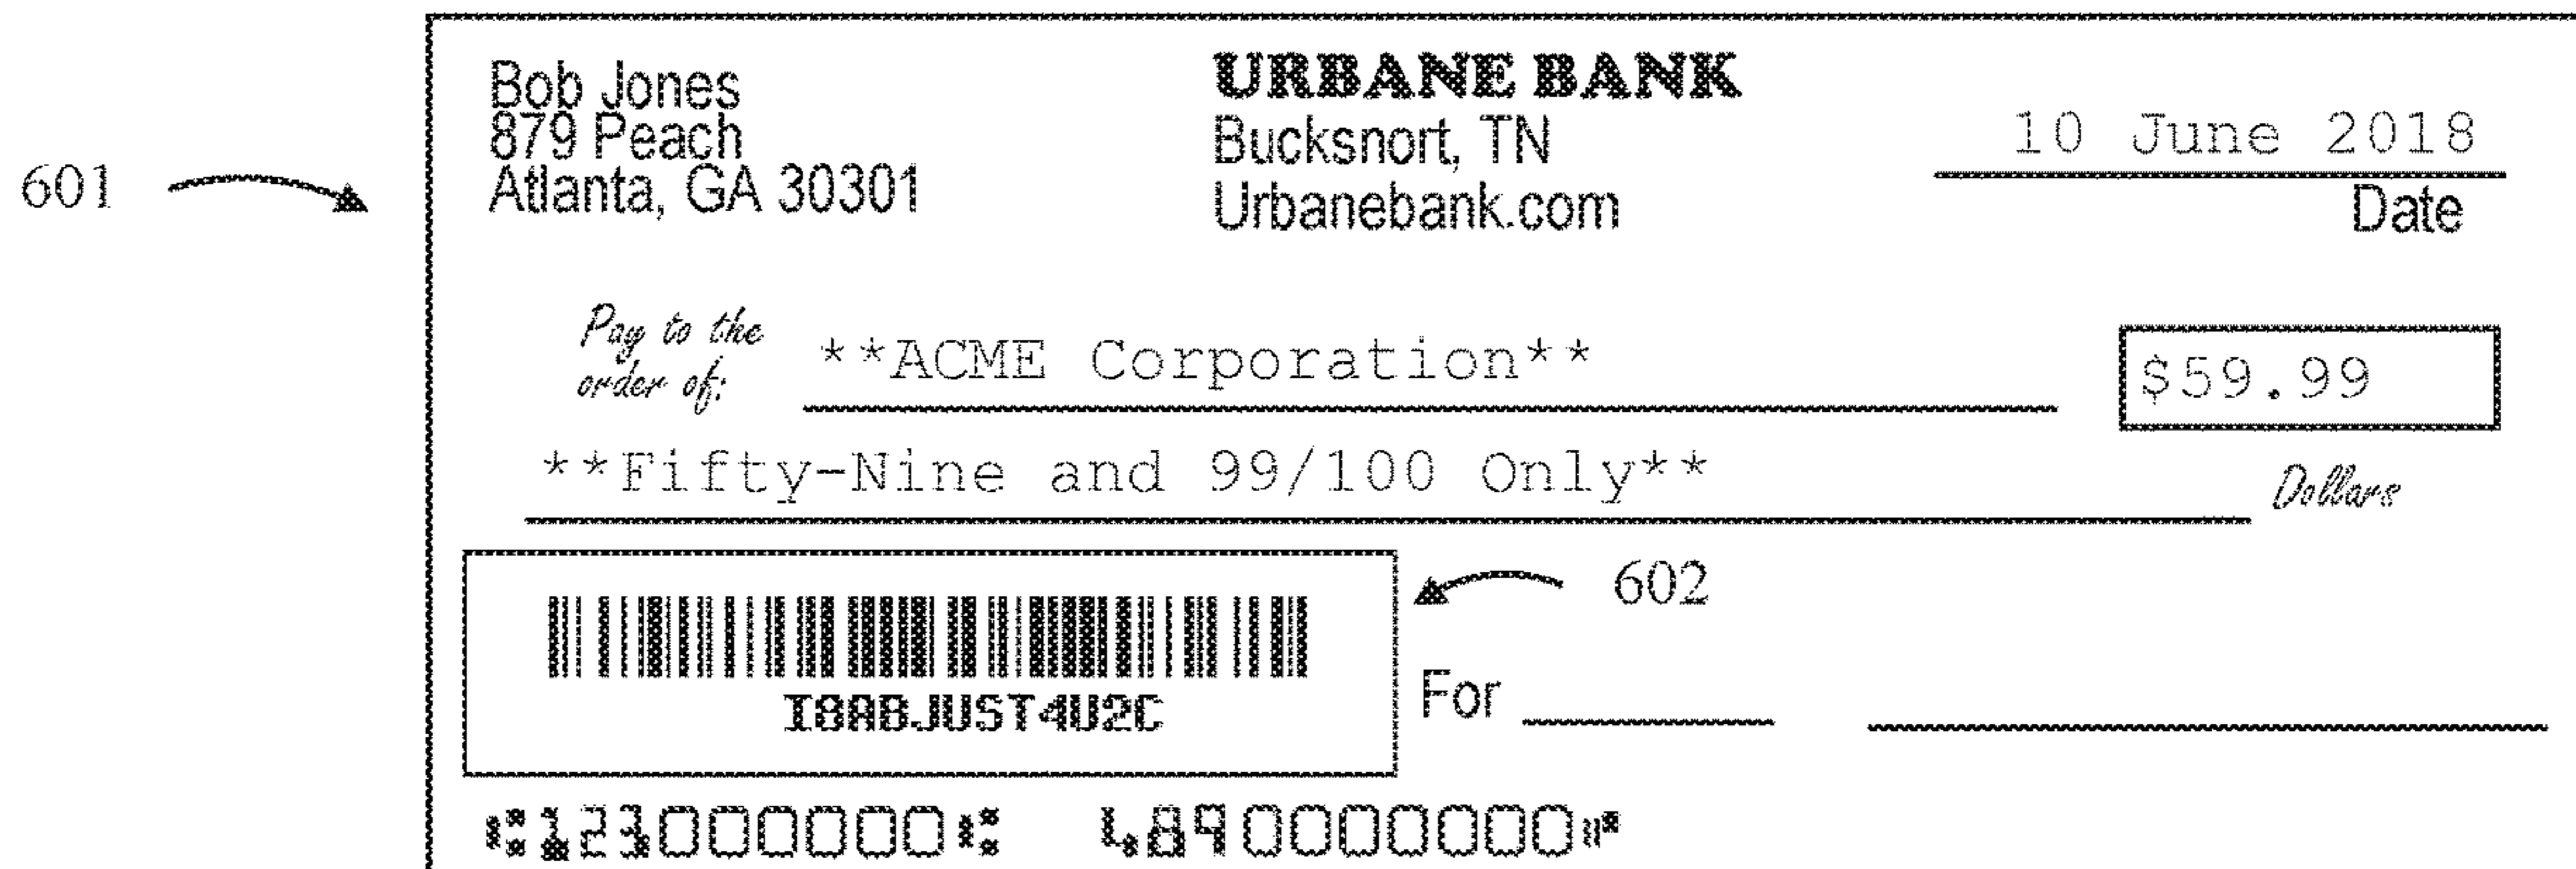 Bob Jones
879 Peach
Atlanta, GA 30301
URBANE BANK
Bucksnort, TN
Urbanebank.com
10 June 2018
Date
601
Pay to the
order of:
**ACME Corporation**
$59.99
**Fifty-Nine and 99/100 Only**
Dollars
602
I8ABJUST4U2C
For
⑆123000000⑆ 4890000000⑈